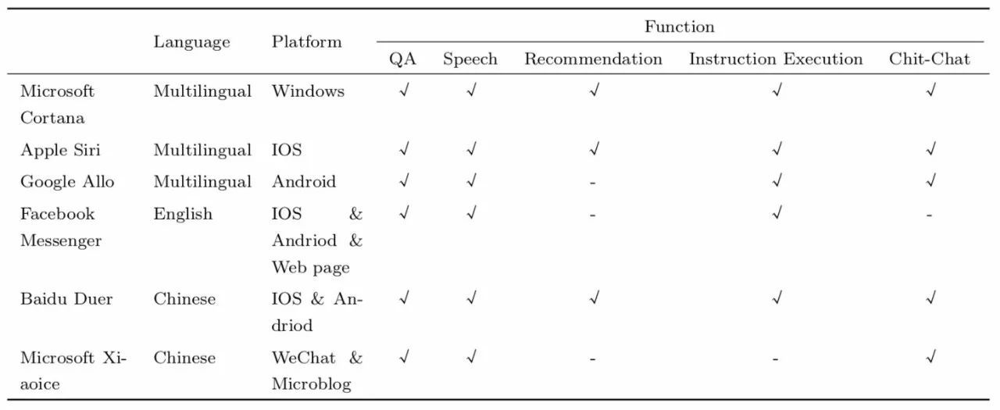 Function
Language Platform
QA Speech Recommendation Instruction Execution Chit-Chat
Microsoft Multilingual Windows √ √ √ √ √
Cortana
Apple Siri Multilingual IOS √ √ √ √ √
Google Allo Multilingual Android √ √ - √ √
Facebook English IOS & √ √ - √ -
Messenger Andriod &
Web page
Baidu Duer Chinese IOS & An- √ √ √ √ √
driod
Microsoft Xi- Chinese WeChat & √ √ - - √
aoice Microblog